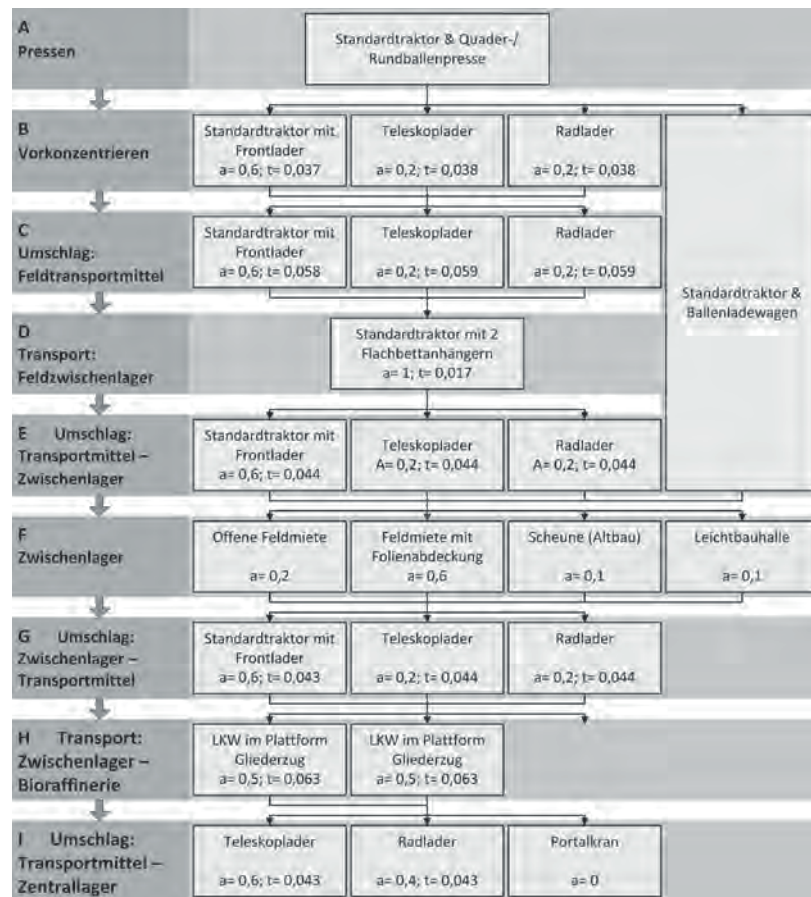 A
Pressen
Standardtraktor & Quader-/
Rundballenpresse
B
Vorkonzentrieren
Standardtraktor mit
Frontlader
a= 0,6; t= 0,037
Teleskoplader
a= 0,2; t= 0,038
Radlader
a= 0,2; t= 0,038
Standardtraktor &
Ballenladewagen
C
Umschlag:
Feldtransportmittel
Standardtraktor mit
Frontlader
a= 0,6; t= 0,058
Teleskoplader
a= 0,2; t= 0,059
Radlader
a= 0,2; t= 0,059
D
Transport:
Feldzwischenlager
Standardtraktor mit 2
Flachbettanhängern
a= 1; t= 0,017
E Umschlag:
Transportmittel –
Zwischenlager
Standardtraktor mit
Frontlader
a= 0,6; t= 0,044
Teleskoplader
A= 0,2; t= 0,044
Radlader
A= 0,2; t= 0,044
F
Zwischenlager
Offene Feldmiete
a= 0,2
Feldmiete mit
Folienabdeckung
a= 0,6
Scheune (Altbau)
a= 0,1
Leichtbauhalle
a= 0,1
G Umschlag:
Zwischenlager –
Transportmittel
Standardtraktor mit
Frontlader
a= 0,6; t= 0,043
Teleskoplader
a= 0,2; t= 0,044
Radlader
a= 0,2; t= 0,044
H Transport:
Zwischenlager –
Bioraffinerie
LKW im Plattform
Gliederzug
a= 0,5; t= 0,063
LKW im Plattform
Gliederzug
a= 0,5; t= 0,063
I Umschlag:
Transportmittel –
Zentrallager
Teleskoplader
a= 0,6; t= 0,043
Radlader
a= 0,4; t= 0,043
Portalkran
a= 0